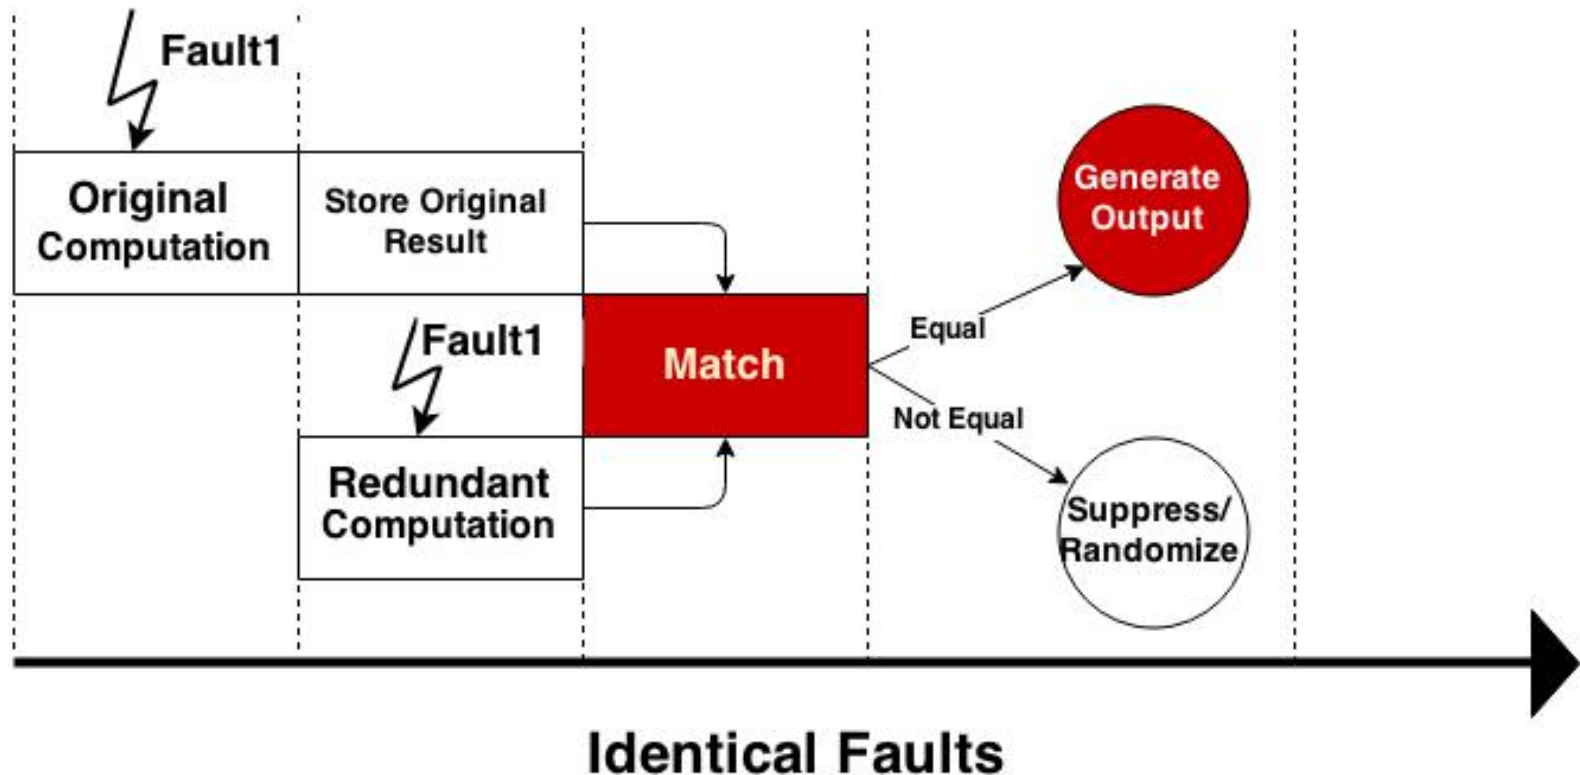 Fault1
Original
Computation
Store Original
Result
Fault1
Match
Redundant
Computation
Equal
Not Equal
Generate
Output
Suppress/
Randomize
Identical Faults